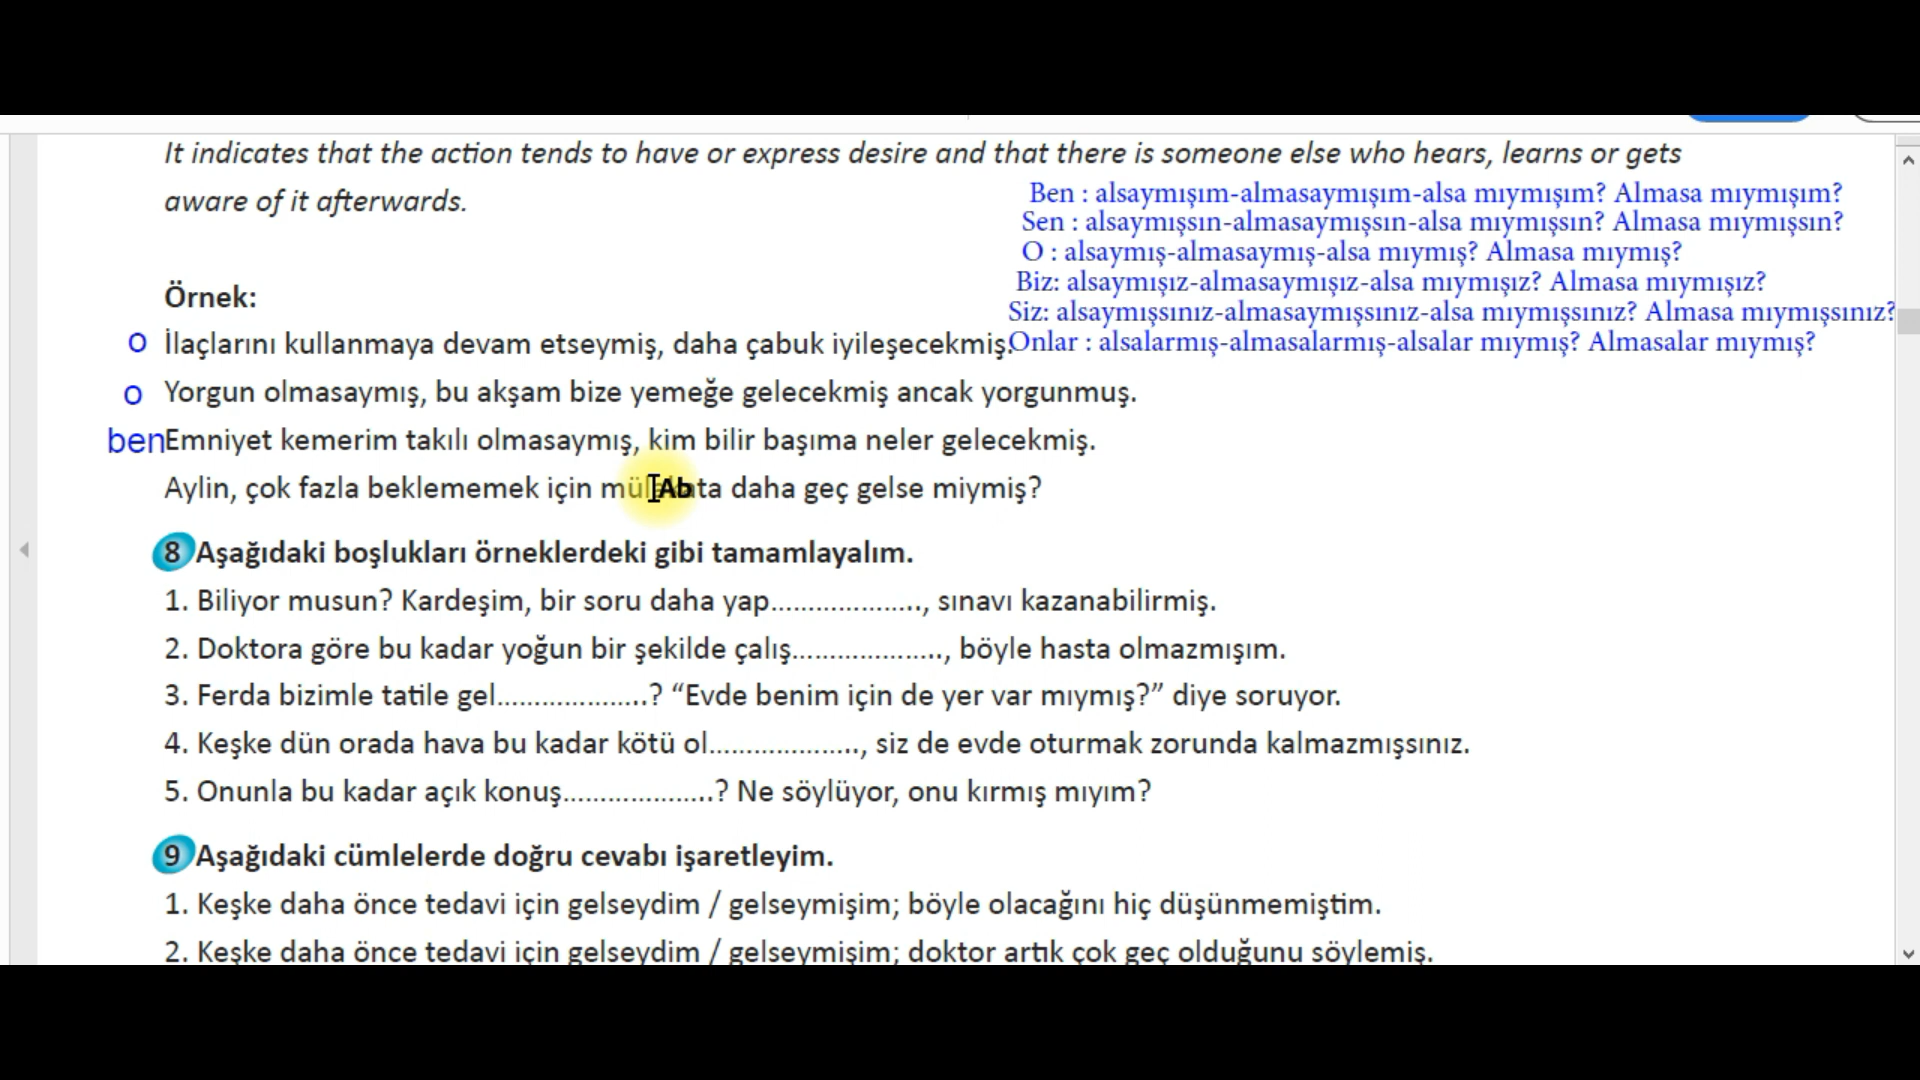 It indicates that the action tends to have or express desire and that there is someone else who hears, learns or gets
aware of it afterwards.
Ben : alsaymışım-almasaymışım-alsa mıymışım? Almasa mıymışım?
Sen : alsaymışsın-almasaymışsın-alsa mıymışsın? Almasa mıymışsın?
O : alsaymış-almasaymış-alsa mıymış? Almasa mıymış?
Biz: alsaymışız-almasaymışız-alsa mıymışız? Almasa mıymışız?
Siz: alsaymışsınız-almasaymışsınız-alsa mıymışsınız? Almasa mıymışsınız?
Onlar : alsalarmış-almasalarmış-alsalar mıymış? Almasalar mıymış?
Örnek:
o İlaçlarını kullanmaya devam etseymiş, daha çabuk iyileşecekmiş.
o Yorgun olmasaymış, bu akşam bize yemeğe gelecekmiş ancak yorgunmuş.
ben Emniyet kemerim takılı olmasaymış, kim bilir başıma neler gelecekmiş.
Aylin, çok fazla beklememek için daha geç gelse miymiş?
8 Aşağıdaki boşlukları örneklerdeki gibi tamamlayalım.
1. Biliyor musun? Kardeşim, bir soru daha yap...................., sınavı kazanabilirmiş.
2. Doktora göre bu kadar yoğun bir şekilde çalış...................., böyle hasta olmazmışım.
3. Ferda bizimle tatile gel....................? “Evde benim için de yer var mıymış?” diye soruyor.
4. Keşke dün orada hava bu kadar kötü ol...................., siz de evde oturmak zorunda kalmazmışsınız.
5. Onunla bu kadar açık konuş....................? Ne söylüyor, onu kırmış mıyım?
9 Aşağıdaki cümlelerde doğru cevabı işaretleyim.
1. Keşke daha önce tedavi için gelseydim / gelseymişim; böyle olacağını hiç düşünmemiştim.
2. Keşke daha önce tedavi için gelseydim / gelseymişim; doktor artık çok geç olduğunu söylemiş.